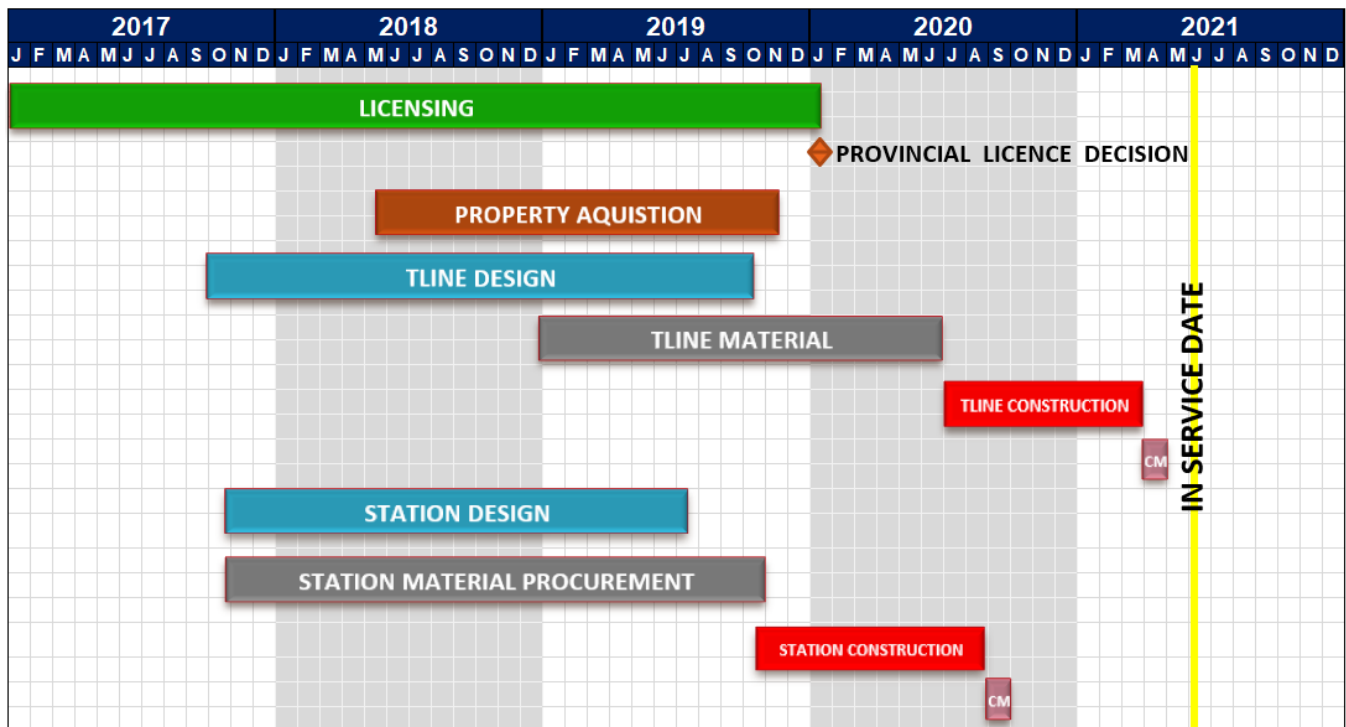 2017 2018 2019 2020 2021
J F M A M J J A S O N D J F M A M J J A S O N D J F M A M J J A S O N D J F M A M J J A S O N D J F M A M J J A S O N D
LICENSING
PROVINCIAL LICENCE DECISION
PROPERTY AQUISTION
TLINE DESIGN
TLINE MATERIAL
TLINE CONSTRUCTION
CM
IN-SERVICE DATE
STATION DESIGN
STATION MATERIAL PROCUREMENT
STATION CONSTRUCTION
CM